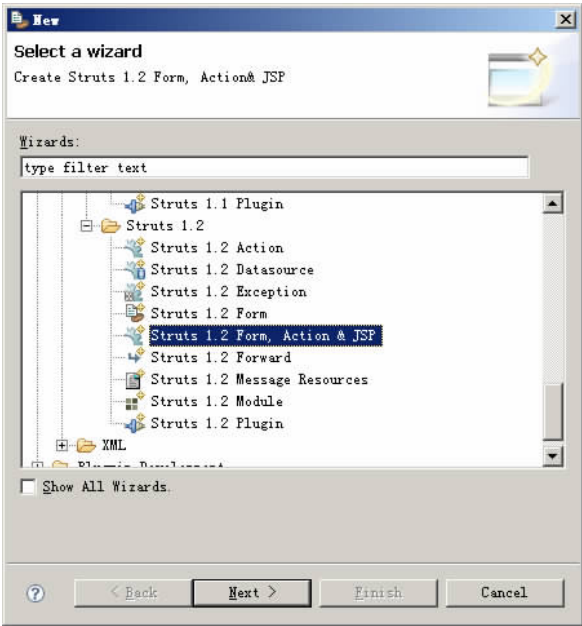 New
Select a wizard
Create Struts 1.2 Form, Action& JSP
Wizards:
type filter text
Struts 1.1 Plugin
Struts 1.2
Struts 1.2 Action
Struts 1.2 Datasource
Struts 1.2 Exception
Struts 1.2 Form
Struts 1.2 Form, Action & JSP
Struts 1.2 Forward
Struts 1.2 Message Resources
Struts 1.2 Module
Struts 1.2 Plugin
XML
Show All Wizards.
? < Back Next > Finish Cancel